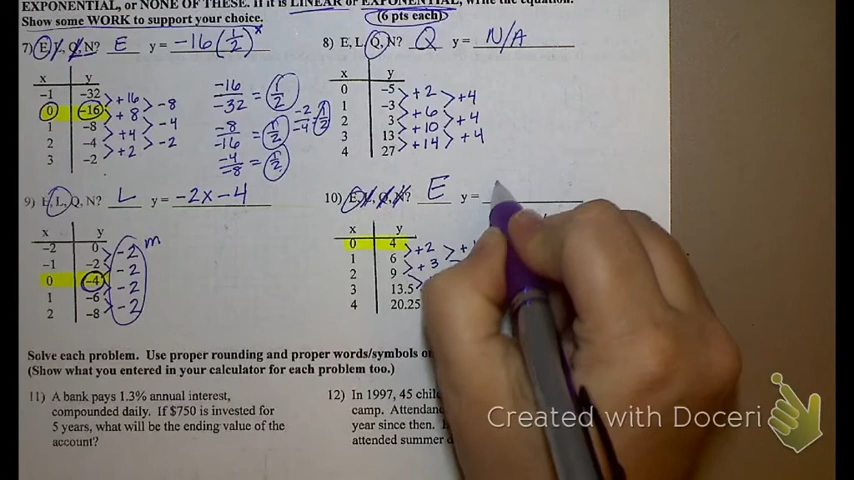 EXPONENTIAL, or NONE OF THESE. If it is LINEAR or EXPONENTIAL, write the equation.
Show some WORK to support your choice. (6 pts each)
7) E, L, Q, N? E y = -16(1/2)^x
x y
-1 -32
0 -16
1 -8
2 -4
3 -2
+16
+8
+4
+2
-8
-4
-2
-16/-32 = 1/2
-8/-16 = 1/2
-4/-8 = 1/2
-2/-4 = 1/2
8) E, L, Q, N? Q y = N/A
x y
0 -5
1 -3
2 3
3 13
4 27
+2
+6
+10
+14
+4
+4
+4
9) E, L, Q, N? L y = -2x-4
x y
-2 0
-1 -2
0 -4
1 -6
2 -8
-2 m
-2
-2
-2
10) E, L, Q, N? E y =
x y
0 4
1 6
2 9
3 13.5
4 20.25
+2
+3
Solve each problem. Use proper rounding and proper words/symbols
(Show what you entered in your calculator for each problem too.)
11) A bank pays 1.3% annual interest,
compounded daily. If $750 is invested for
5 years, what will be the ending value of the
account?
12) In 1997, 45
camp.
year since then.
attended summer
Created with Doceri